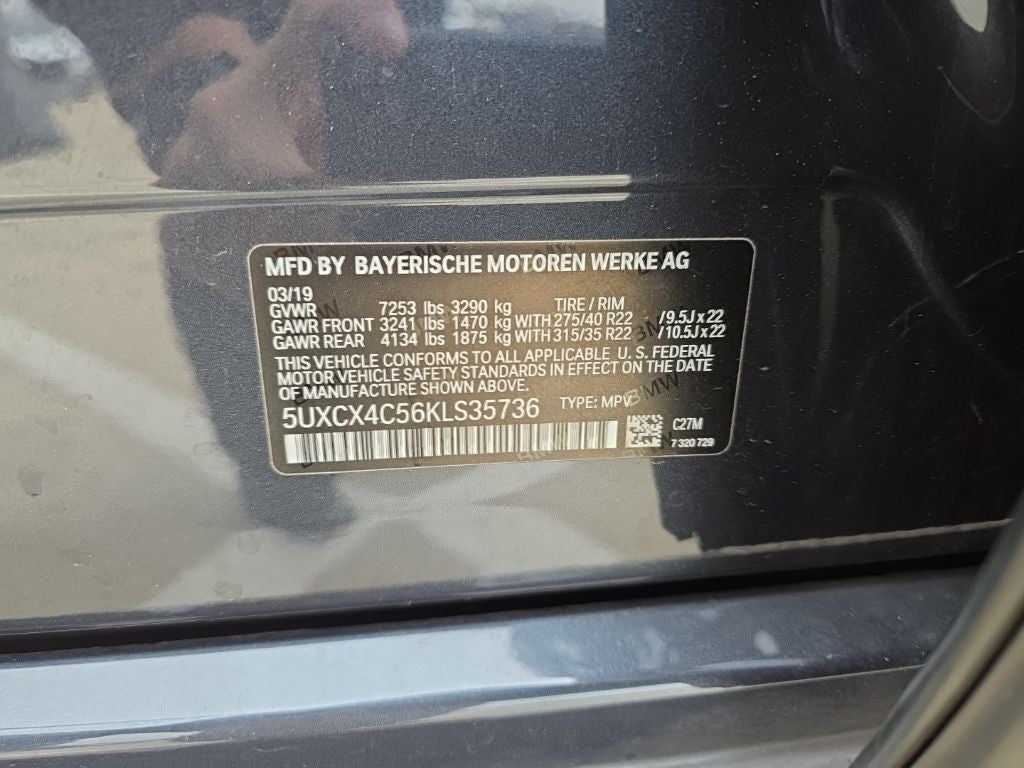 MFD BY BAYERISCHE MOTOREN WERKE AG
03/19
GVWR 7253 lbs 3290 kg TIRE / RIM
GAWR FRONT 3241 lbs 1470 kg WITH 275/40 R22 /9.5J x 22
GAWR REAR 4134 lbs 1875 kg WITH 315/35 R22 /10.5J x 22
THIS VEHICLE CONFORMS TO ALL APPLICABLE U. S. FEDERAL
MOTOR VEHICLE SAFETY STANDARDS IN EFFECT ON THE DATE
OF MANUFACTURE SHOWN ABOVE.
5UXCX4C56KLS35736 TYPE: MPV
C27M
7 320 729